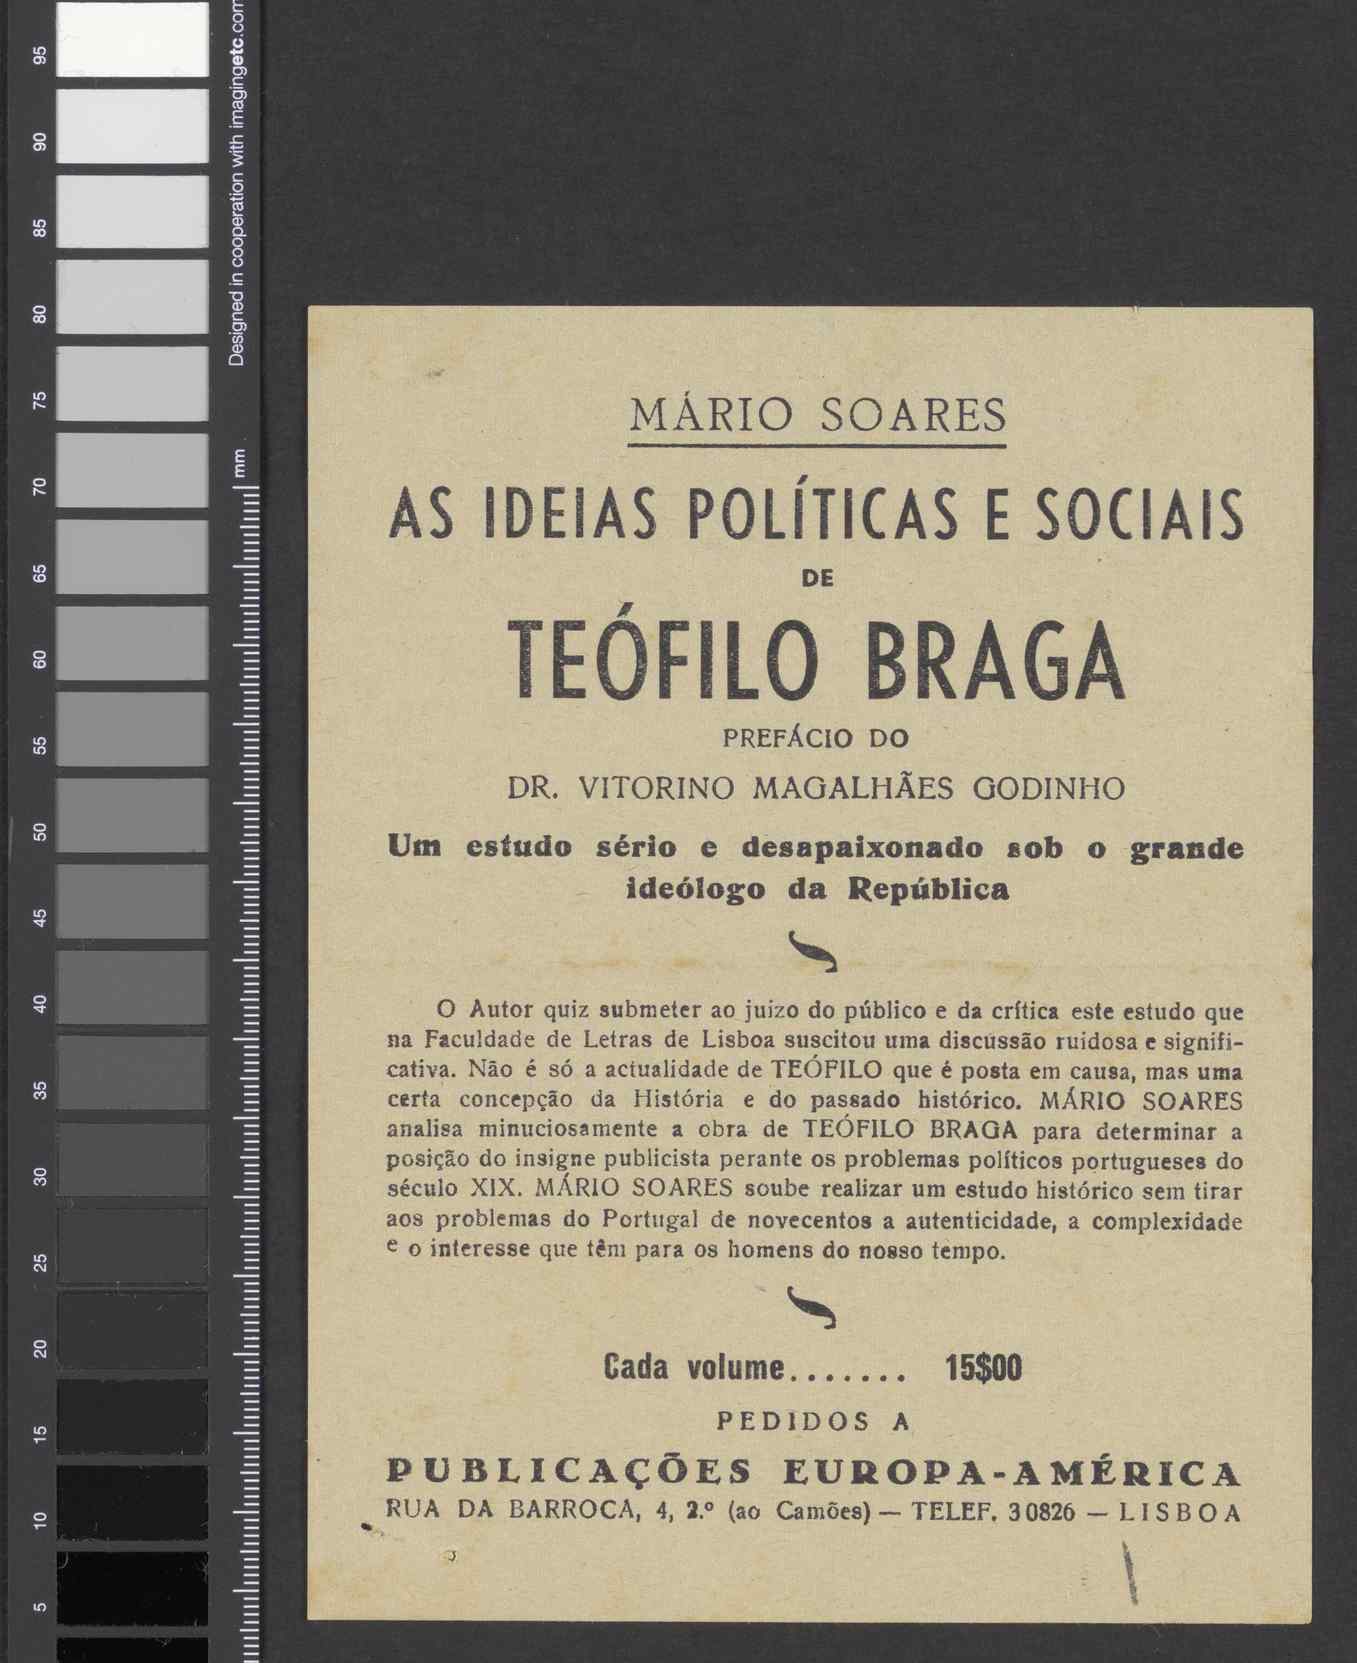 95
90
85
80
75
70
65
60
55
50
45
40
35
30
25
20
15
10
5
Designed in cooperation with imagingetc.com
mm
MÁRIO SOARES
AS IDEIAS POLÍTICAS E SOCIAIS
DE
TEÓFILO BRAGA
PREFÁCIO DO
DR. VITORINO MAGALHÃES GODINHO
Um estudo sério e desapaixonado sob o grande
ideólogo da República
O Autor quiz submeter ao juizo do público e da crítica este estudo que
na Faculdade de Letras de Lisboa suscitou uma discussão ruidosa e signifi-
cativa. Não é só a actualidade de TEÓFILO que é posta em causa, mas uma
certa concepção da História e do passado histórico. MÁRIO SOARES
analisa minuciosamente a obra de TEÓFILO BRAGA para determinar a
posição do insigne publicista perante os problemas políticos portugueses do
século XIX. MÁRIO SOARES soube realizar um estudo histórico sem tirar
aos problemas do Portugal de novecentos a autenticidade, a complexidade
e o interesse que têm para os homens do nosso tempo.
Cada volume....... 15$00
PEDIDOS A
PUBLICAÇÕES EUROPA-AMÉRICA
RUA DA BARROCA, 4, 2.º (ao Camões) — TELEF. 30826 — LISBOA